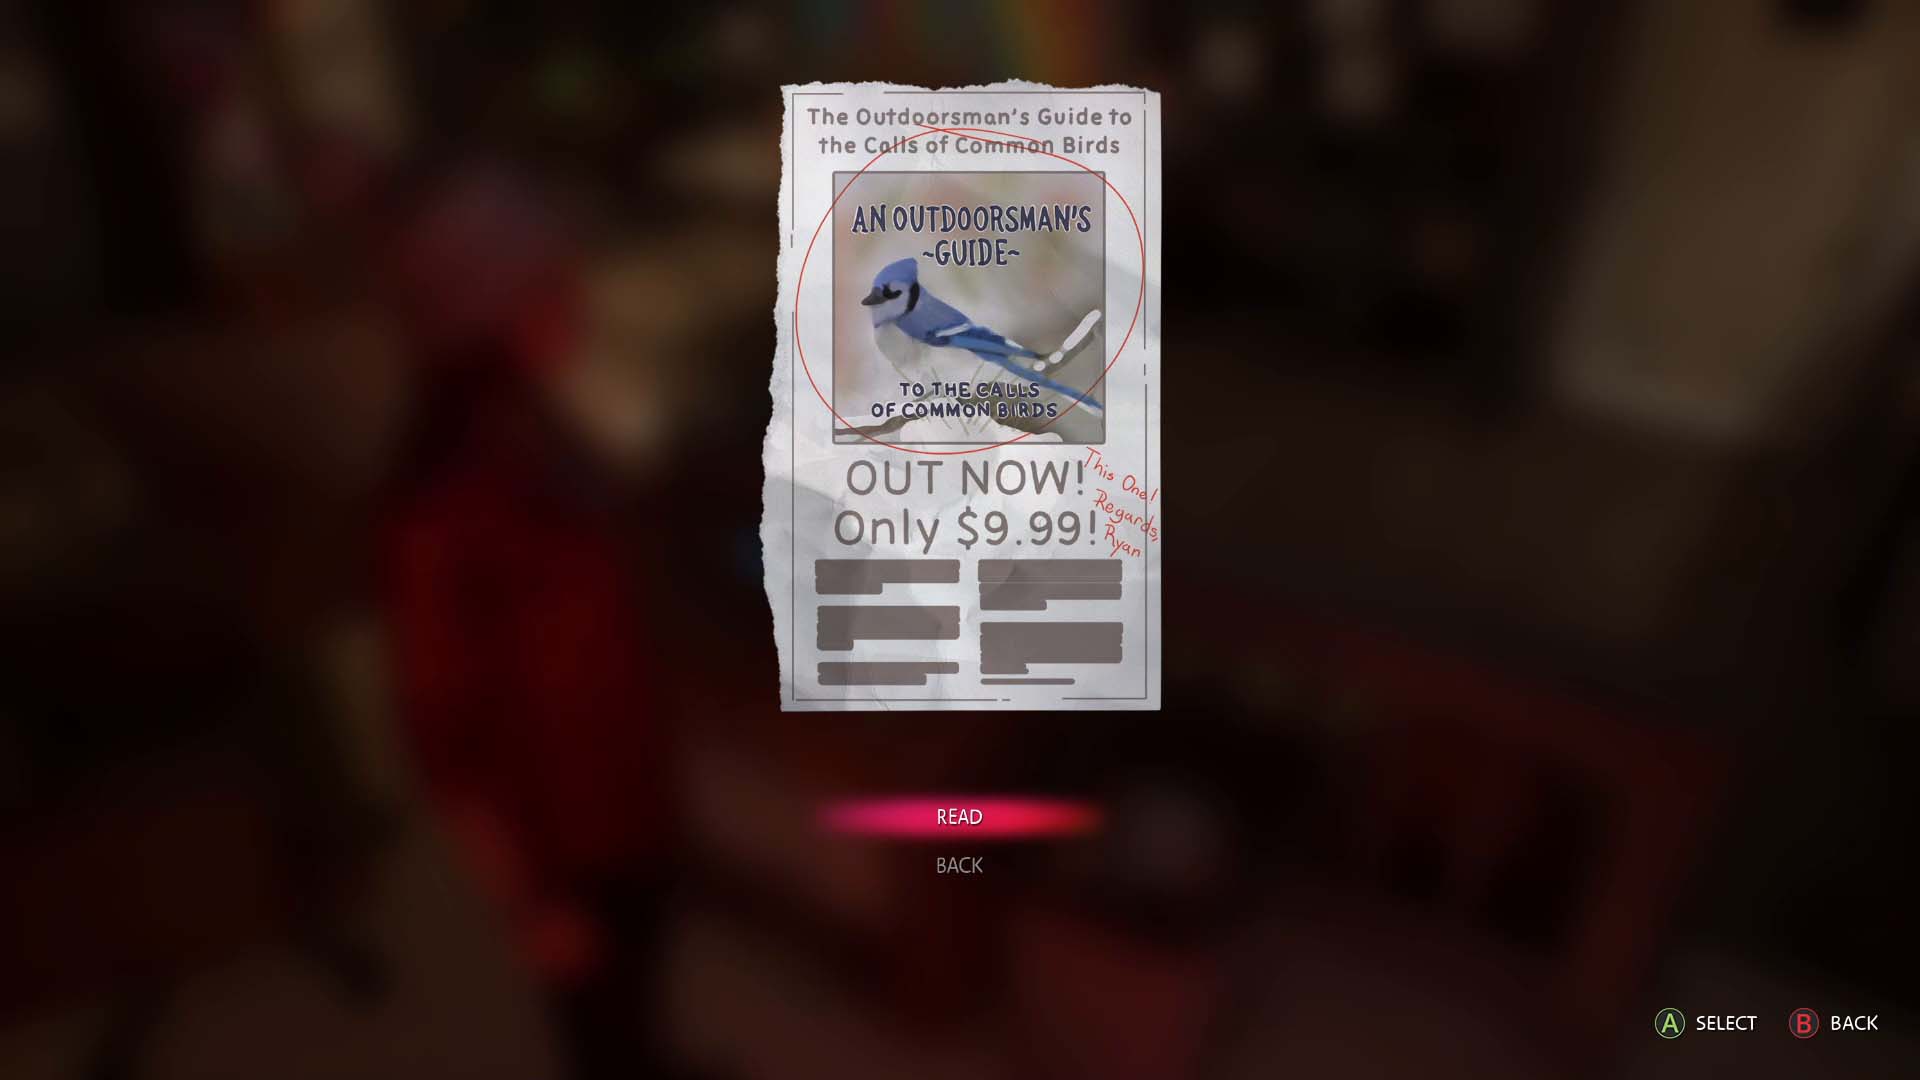 The Outdoorsman's Guide to
the Calls of Common Birds
AN OUTDOORSMAN'S
~GUIDE~
TO THE CALLS
OF COMMON BIRDS
OUT NOW!
Only $9.99!
This One!
Regards,
Ryan
READ
BACK
A SELECT B BACK